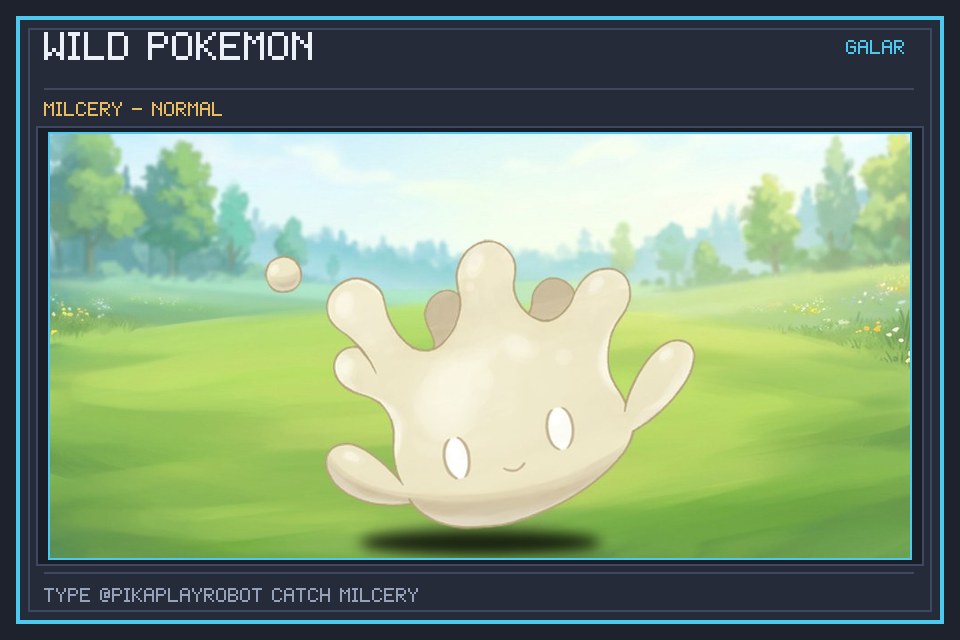 WILD POKEMON
GALAR
MILCERY - NORMAL
TYPE @PIKAPLAYROBOT CATCH MILCERY